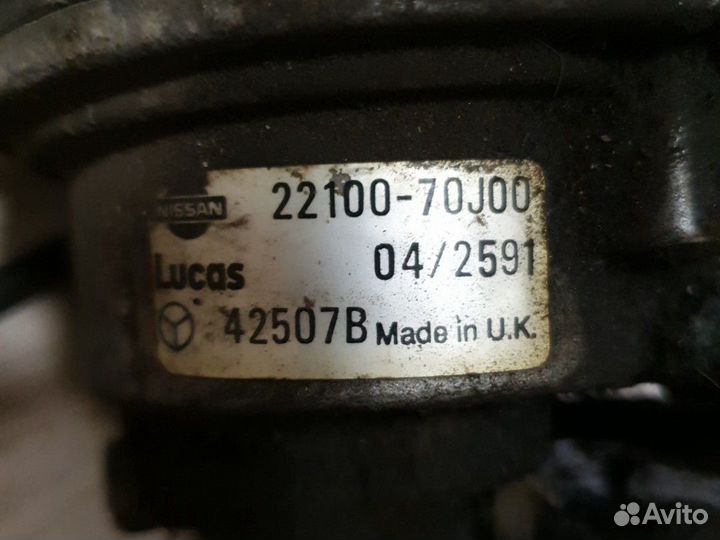 NISSAN 22100-70J00
Lucas 04/2591
42507B Made in U.K.
Avito